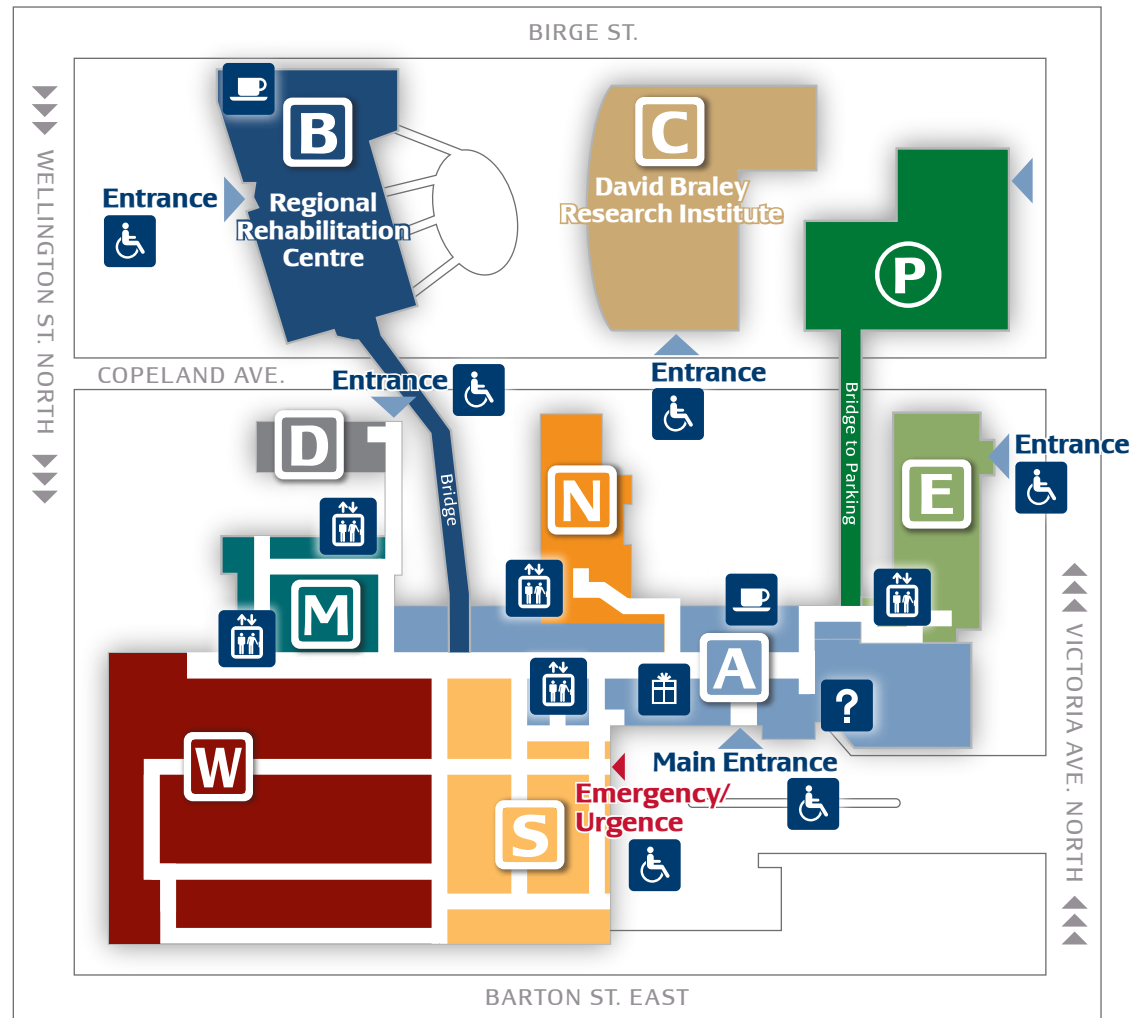 BIRGE ST.
WELLINGTON ST. NORTH
B
Regional
Rehabilitation
Centre
Entrance
C
David Braley
Research Institute
P
COPELAND AVE.
Entrance
Entrance
Bridge to Parking
Entrance
D
N
E
Bridge
M
A
?
W
Main Entrance
Emergency/
Urgence
S
VICTORIA AVE. NORTH
BARTON ST. EAST